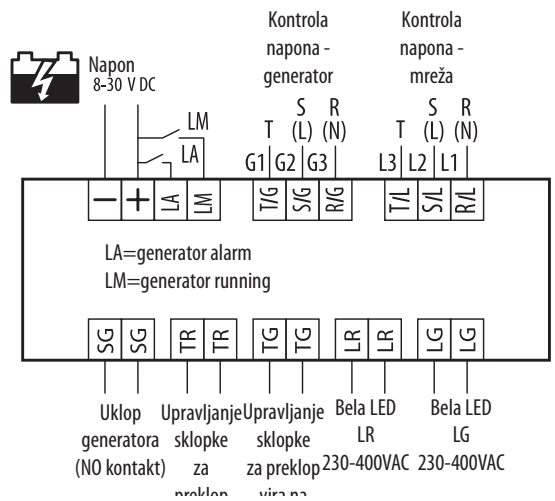 Kontrola Kontrola
napona - napona -
generator mreža
Napon
8-30 V DC
LM
LA
S R S R
T (L) (N) T (L) (N)
G1 G2 G3 L3 L2 L1
− + LA LM T/G S/G R/G T/L S/L R/L
LA=generator alarm
LM=generator running
SG SG TR TR TG TG LR LR LG LG
Uklop Upravljanje Upravljanje Bela LED Bela LED
generatora sklopke sklopke LR LG
(NO kontakt) za za preklop 230-400VAC 230-400VAC
preklop vira na